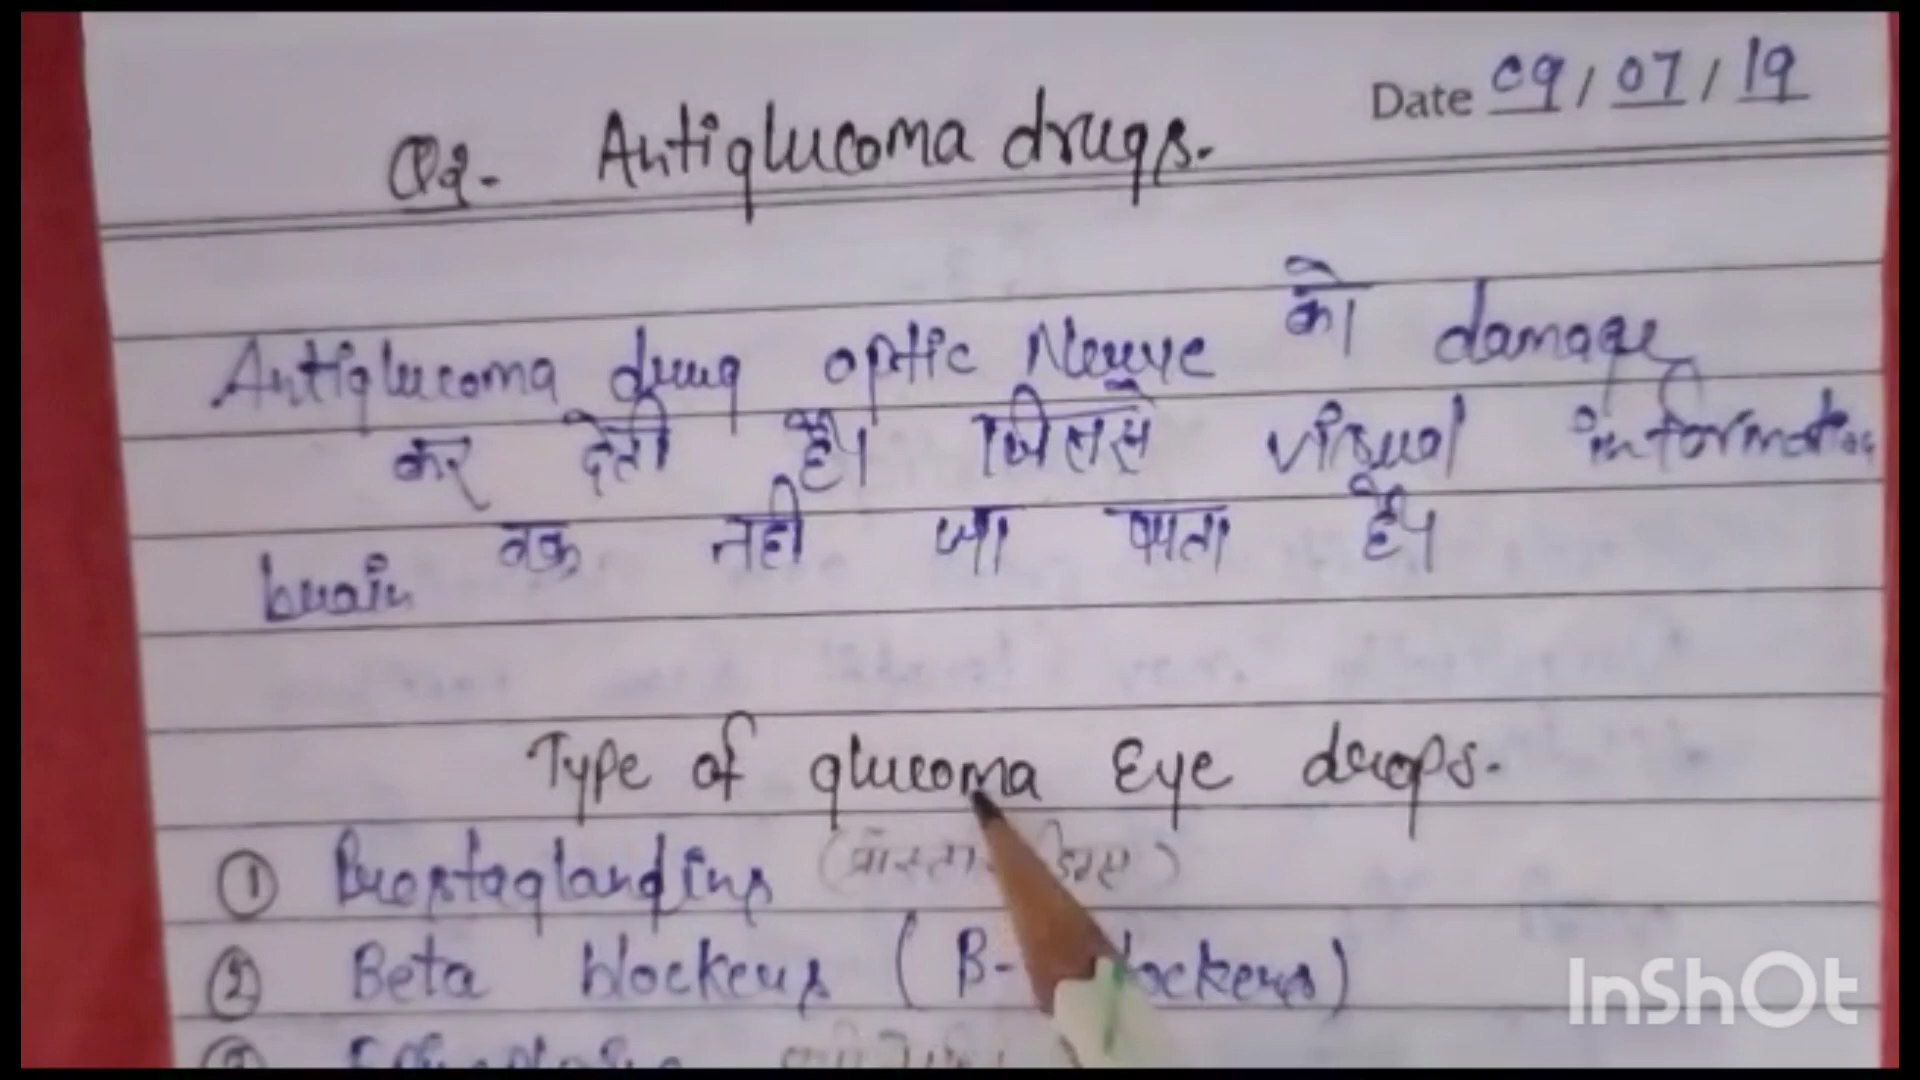 Date 09/07/19
Q2. Antiglucoma drugs.
Antiglucoma drug optic Nerve को damage
कर देती है। जिससे visual information
brain तक नही जा पाता है।
Type of glucoma Eye drops.
① Prostaglandins
② Beta blockers (B-blockers)
InShOt